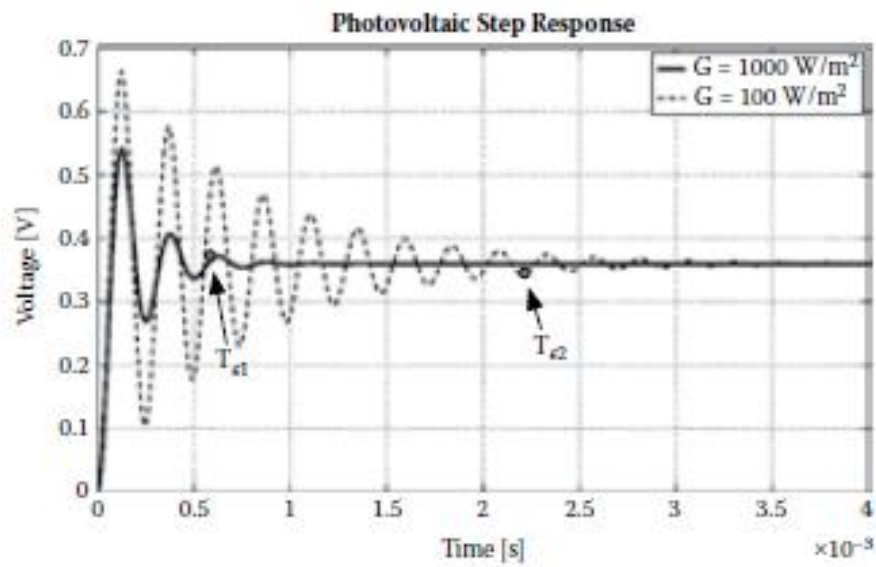 Photovoltaic Step Response
G = 1000 W/m²
G = 100 W/m²
Voltage [V]
0.7
0.6
0.5
0.4
0.3
0.2
0.1
0
Tε1
Tε2
0 0.5 1 1.5 2 2.5 3 3.5 4
Time [s]
×10⁻³